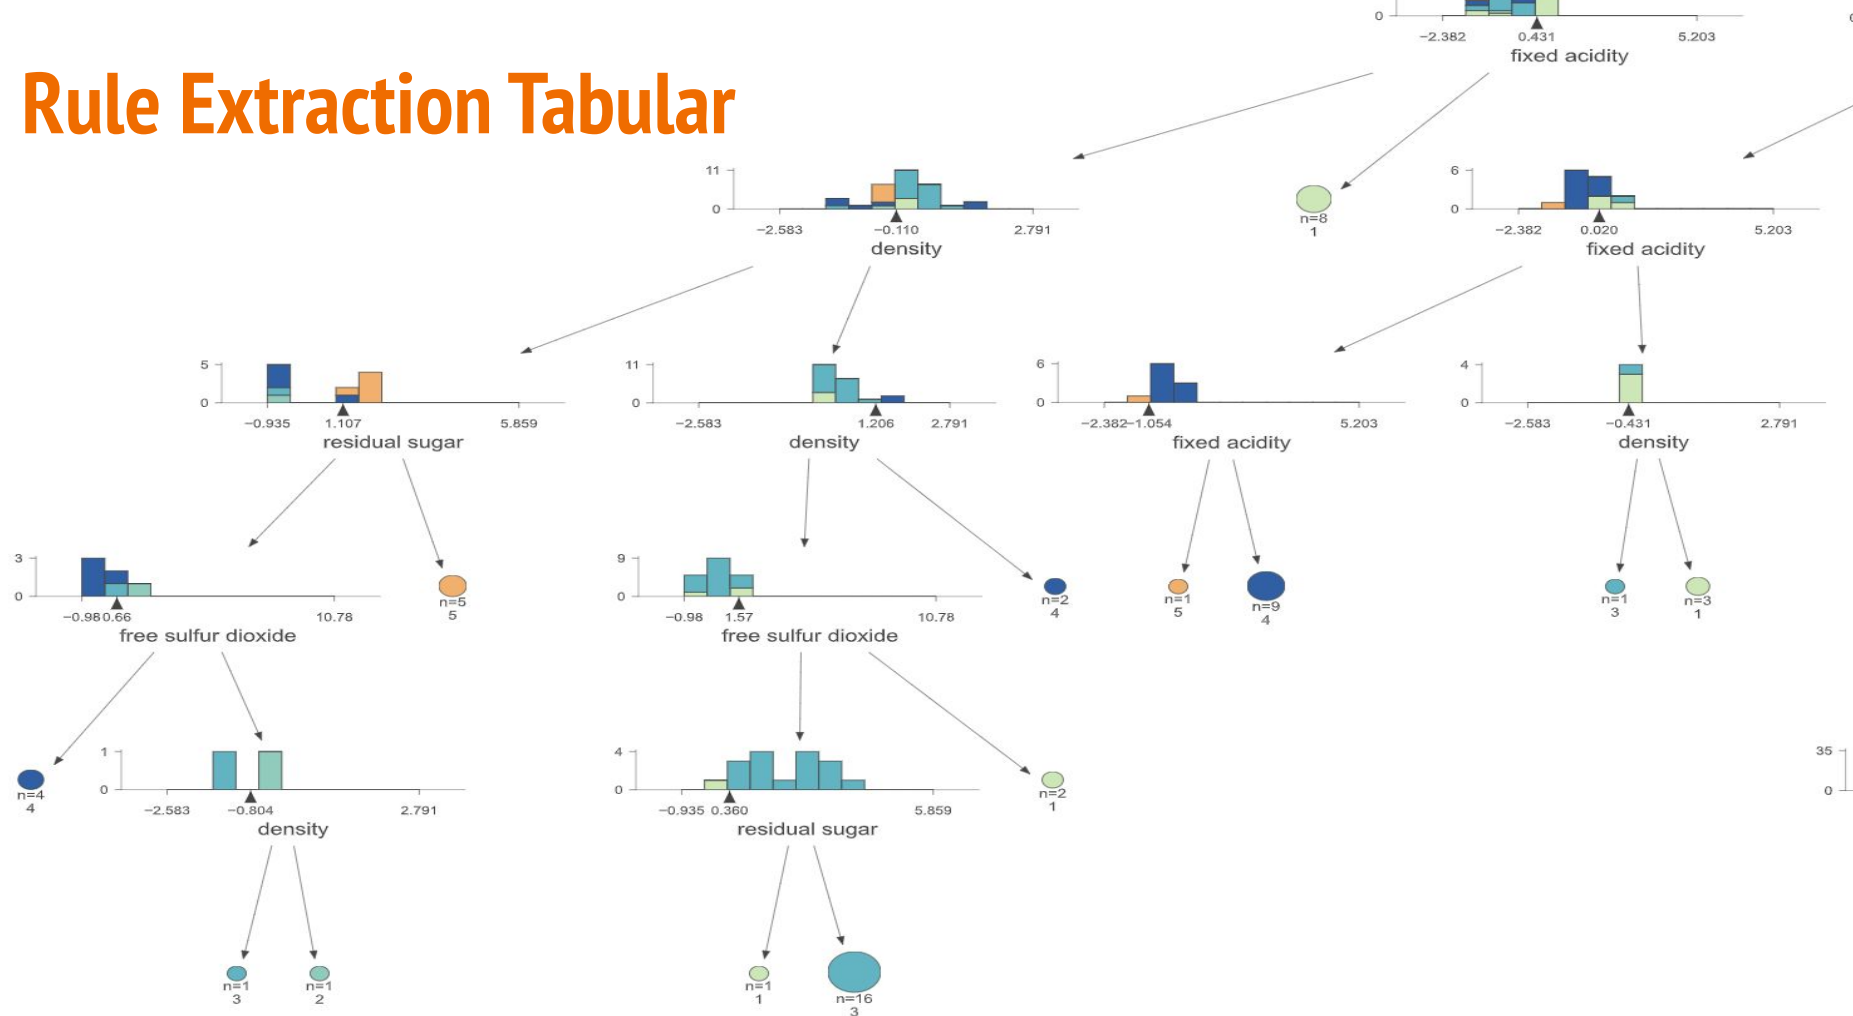 0
−2.382 0.431 5.203
fixed acidity
Rule Extraction Tabular
11
0
−2.583 −0.110 2.791
density
n=8
1
6
0
−2.382 0.020 5.203
fixed acidity
5
0
−0.935 1.107 5.859
residual sugar
11
0
−2.583 1.206 2.791
density
6
0
−2.382−1.054 5.203
fixed acidity
4
0
−2.583 −0.431 2.791
density
3
0
−0.980.66 10.78
free sulfur dioxide
n=5
5
9
0
−0.98 1.57 10.78
free sulfur dioxide
n=2
4
n=1
5
n=9
4
n=1
3
n=3
1
n=4
4
1
0
−2.583 −0.804 2.791
density
4
0
−0.935 0.360 5.859
residual sugar
n=2
1
35
0
n=1
3
n=1
2
n=1
1
n=16
3